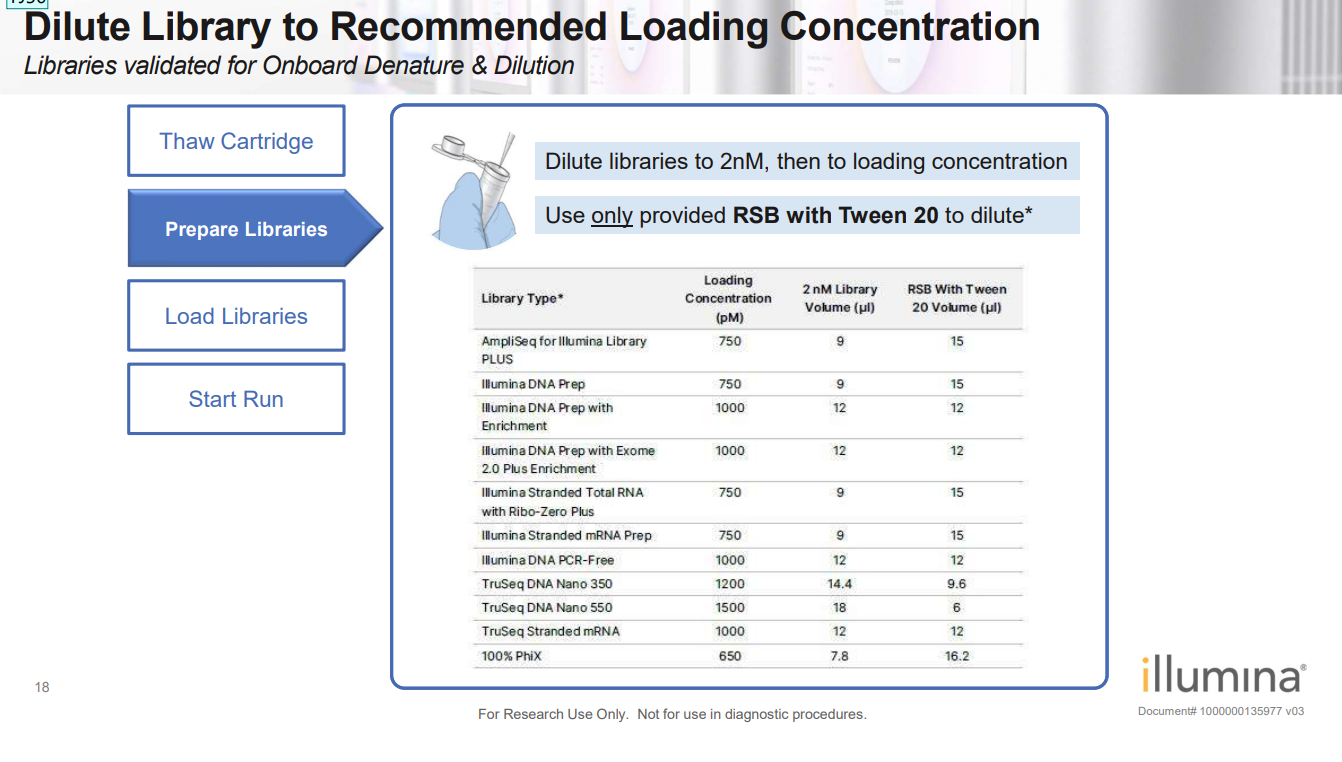 Dilute Library to Recommended Loading Concentration
Libraries validated for Onboard Denature & Dilution
Thaw Cartridge
Prepare Libraries
Load Libraries
Start Run
Dilute libraries to 2nM, then to loading concentration
Use only provided RSB with Tween 20 to dilute*
Library Type*
Loading
Concentration
(pM)
2 nM Library
Volume (µl)
RSB With Tween
20 Volume (µl)
AmpliSeq for Illumina Library
PLUS
750 9 15
Illumina DNA Prep 750 9 15
Illumina DNA Prep with
Enrichment
1000 12 12
Illumina DNA Prep with Exome
2.0 Plus Enrichment
1000 12 12
Illumina Stranded Total RNA
with Ribo-Zero Plus
750 9 15
Illumina Stranded mRNA Prep 750 9 15
Illumina DNA PCR-Free 1000 12 12
TruSeq DNA Nano 350 1200 14.4 9.6
TruSeq DNA Nano 550 1500 18 6
TruSeq Stranded mRNA 1000 12 12
100% PhiX 650 7.8 16.2
18
For Research Use Only. Not for use in diagnostic procedures.
illumina®
Document# 1000000135977 v03